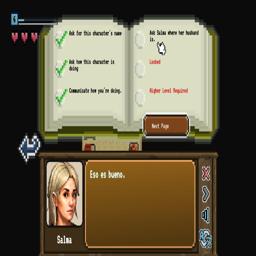 Ask for this character's name
Ask how this character is
doing
Communicate how you're doing.
Ask Salma where her husband
is.
Locked
Higher Level Required
Next Page
Eso es bueno.
Salma